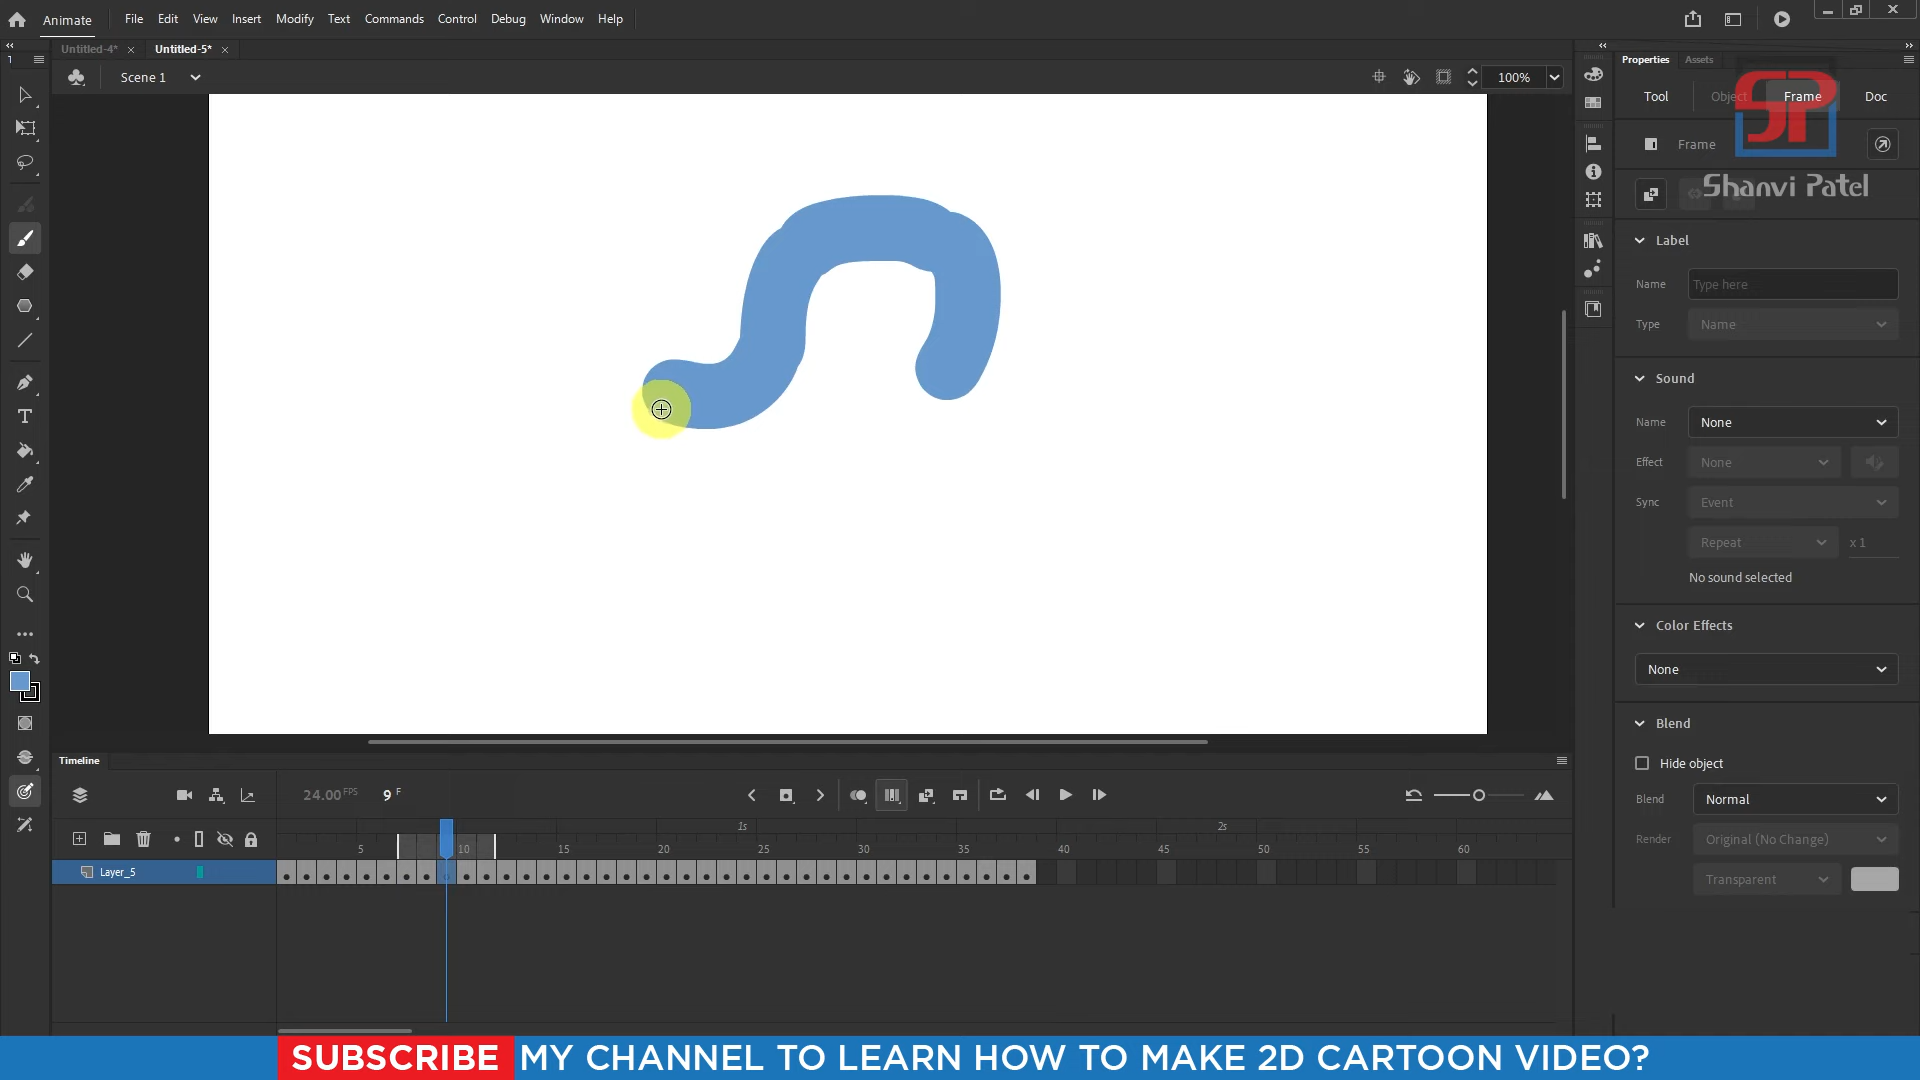 Animate File Edit View Insert Modify Text Commands Control Debug Window Help
Untitled-4* Untitled-5*
Scene 1 100%
Properties Assets
Tool Object Frame Doc
SP
Frame
Shanvi Patel
Label
Name Type here
Type Name
Sound
Name None
Effect None
Sync Event
Repeat x 1
No sound selected
Color Effects
None
Blend
Hide object
Blend Normal
Render Original (No Change)
Transparent
Timeline
24.00 FPS 9 F
1s 2s
5 10 15 20 25 30 35 40 45 50 55 60
Layer_5
SUBSCRIBE MY CHANNEL TO LEARN HOW TO MAKE 2D CARTOON VIDEO?